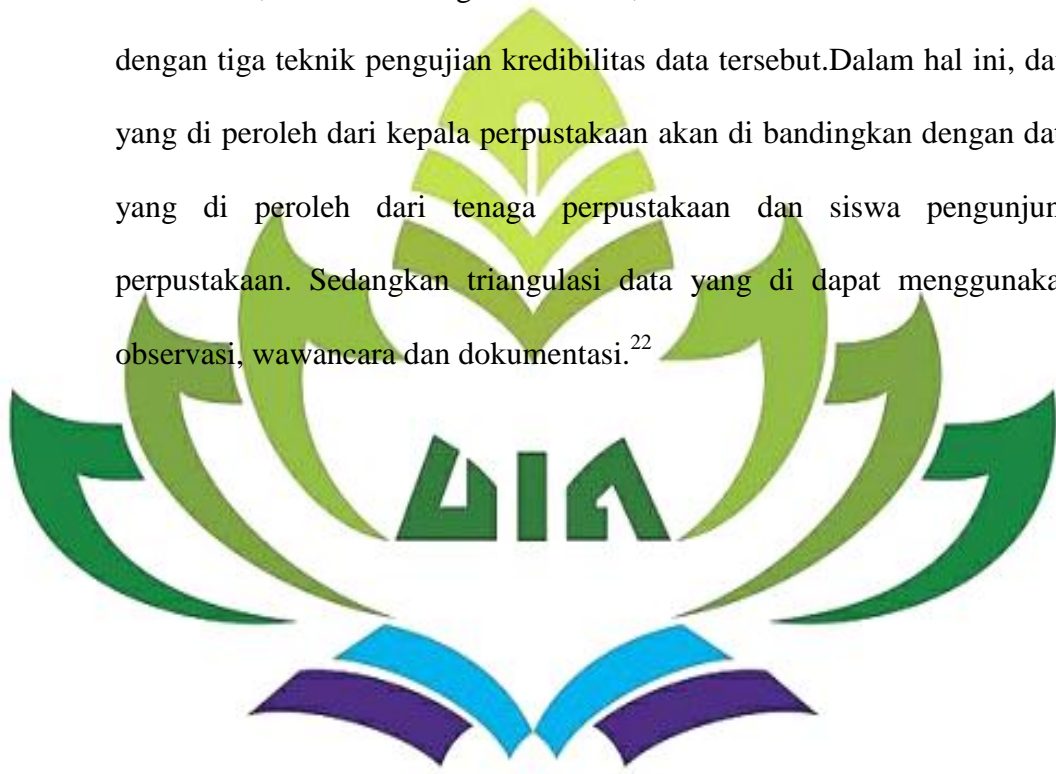 dengan tiga teknik pengujian kredibilitas data tersebut.Dalam hal ini, dat
yang di peroleh dari kepala perpustakaan akan di bandingkan dengan dat
yang di peroleh dari tenaga perpustakaan dan siswa pengunjun
perpustakaan. Sedangkan triangulasi data yang di dapat menggunaka
observasi, wawancara dan dokumentasi.22
UIN